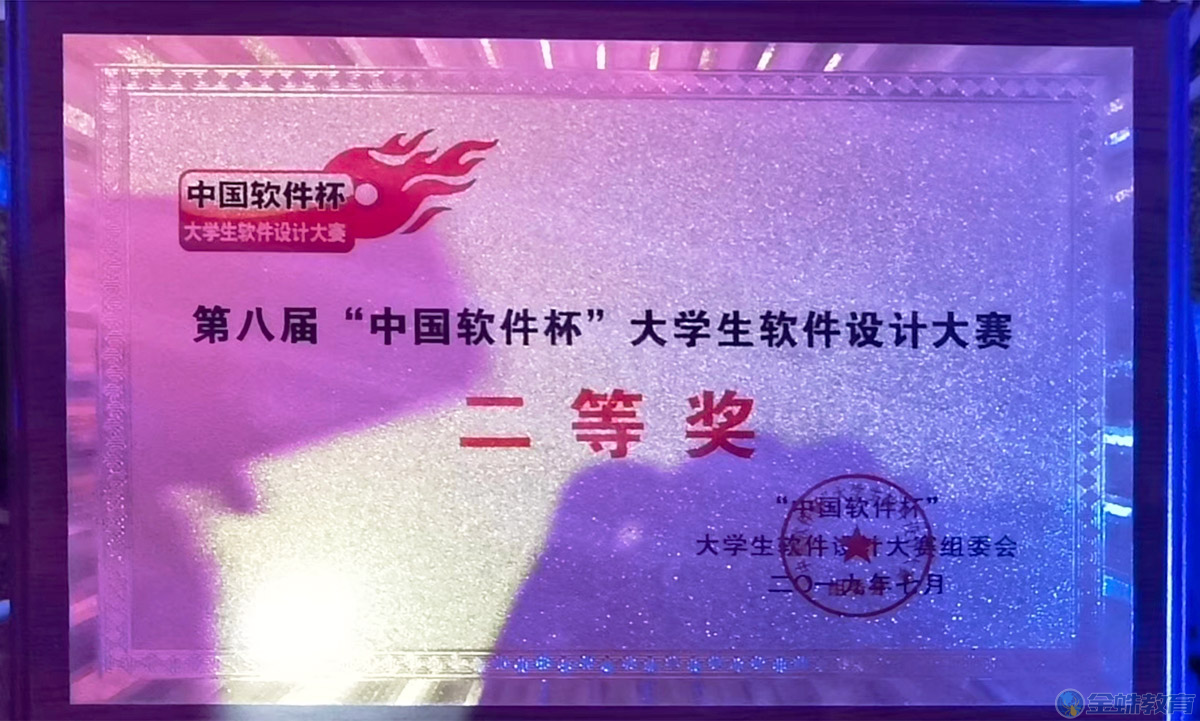 中国软件杯
大学生软件设计大赛
第八届“中国软件杯”大学生软件设计大赛
二等奖
“中国软件杯”
大学生软件设计大赛组委会
二〇一九年七月
金蛛教育